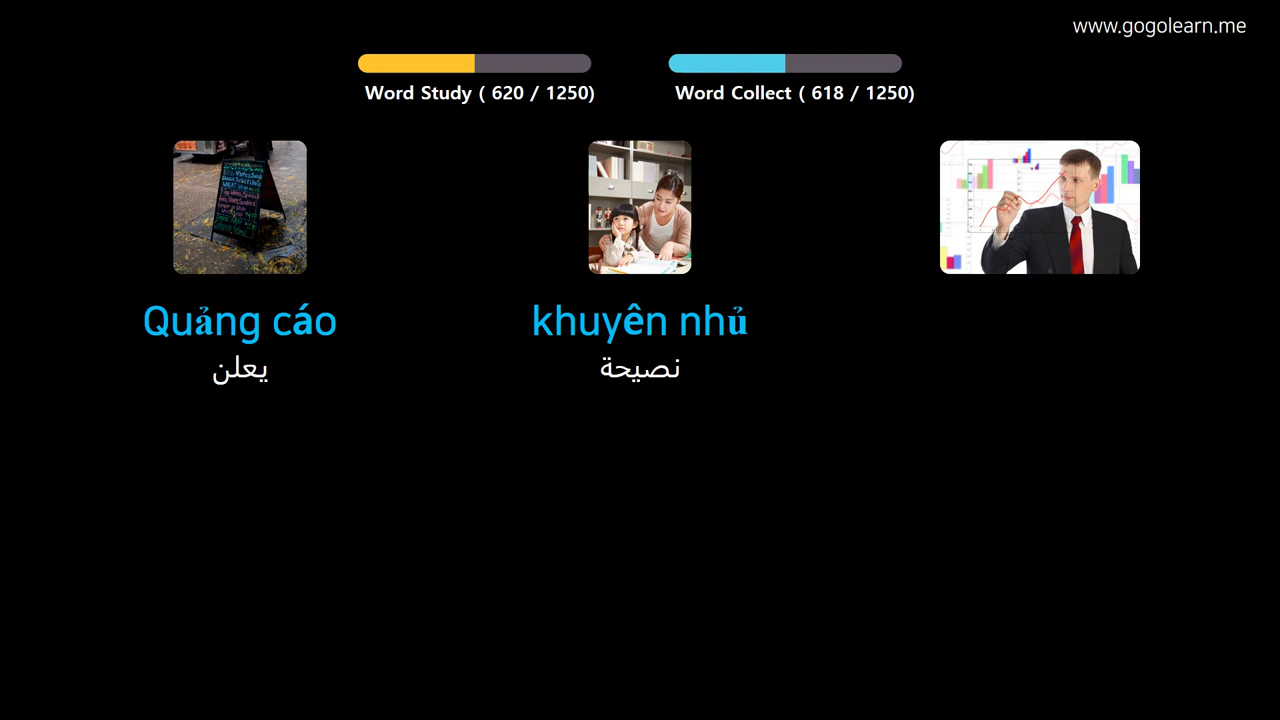 www.gogolearn.me
Word Study ( 620 / 1250)
Word Collect ( 618 / 1250)
Quảng cáo
يعلن
khuyên nhủ
نصيحة